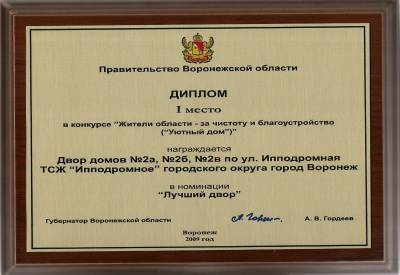 Правительство Воронежской области
ДИПЛОМ
I место
в конкурсе "Жители области - за чистоту и благоустройство
("Уютный дом")"
награждается
Двор домов №2а, №2б, №2в по ул. Ипподромная
ТСЖ "Ипподромное" городского округа город Воронеж
в номинации
"Лучший двор"
Губернатор Воронежской области А. В. Гордеев
Воронеж
2009 год